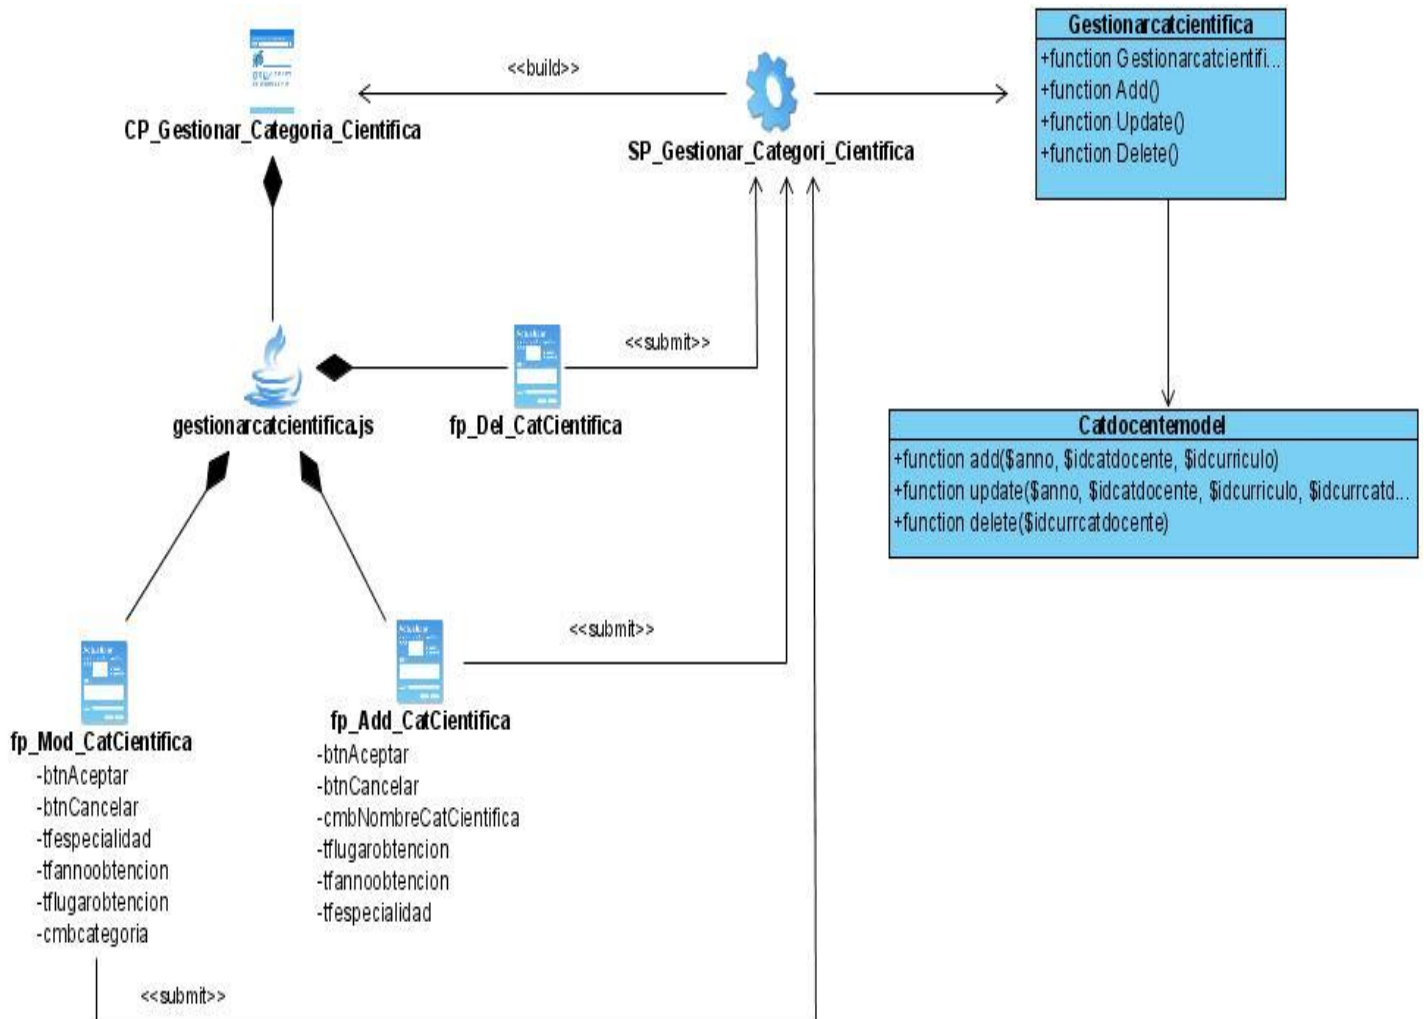 Gestionarcatcientifica
+function Gestionarcatcientifi...
+function Add()
+function Update()
+function Delete()
<<build>>
CP_Gestionar_Categoria_Cientifica
SP_Gestionar_Categori_Cientifica
<<submit>>
gestionarcatcientifica.js
fp_Del_CatCientifica
Catdocentemodel
+function add($anno, $idcatdocente, $idcurriculo)
+function update($anno, $idcatdocente, $idcurriculo, $idcurrcatd...
+function delete($idcurrcatdocente)
<<submit>>
fp_Mod_CatCientifica
-btnAceptar
-btnCancelar
-tfespecialidad
-tfannoobtencion
-tflugarobtencion
-cmbcategoria
fp_Add_CatCientifica
-btnAceptar
-btnCancelar
-cmbNombreCatCientifica
-tflugarobtencion
-tfannoobtencion
-tfespecialidad
<<submit>>